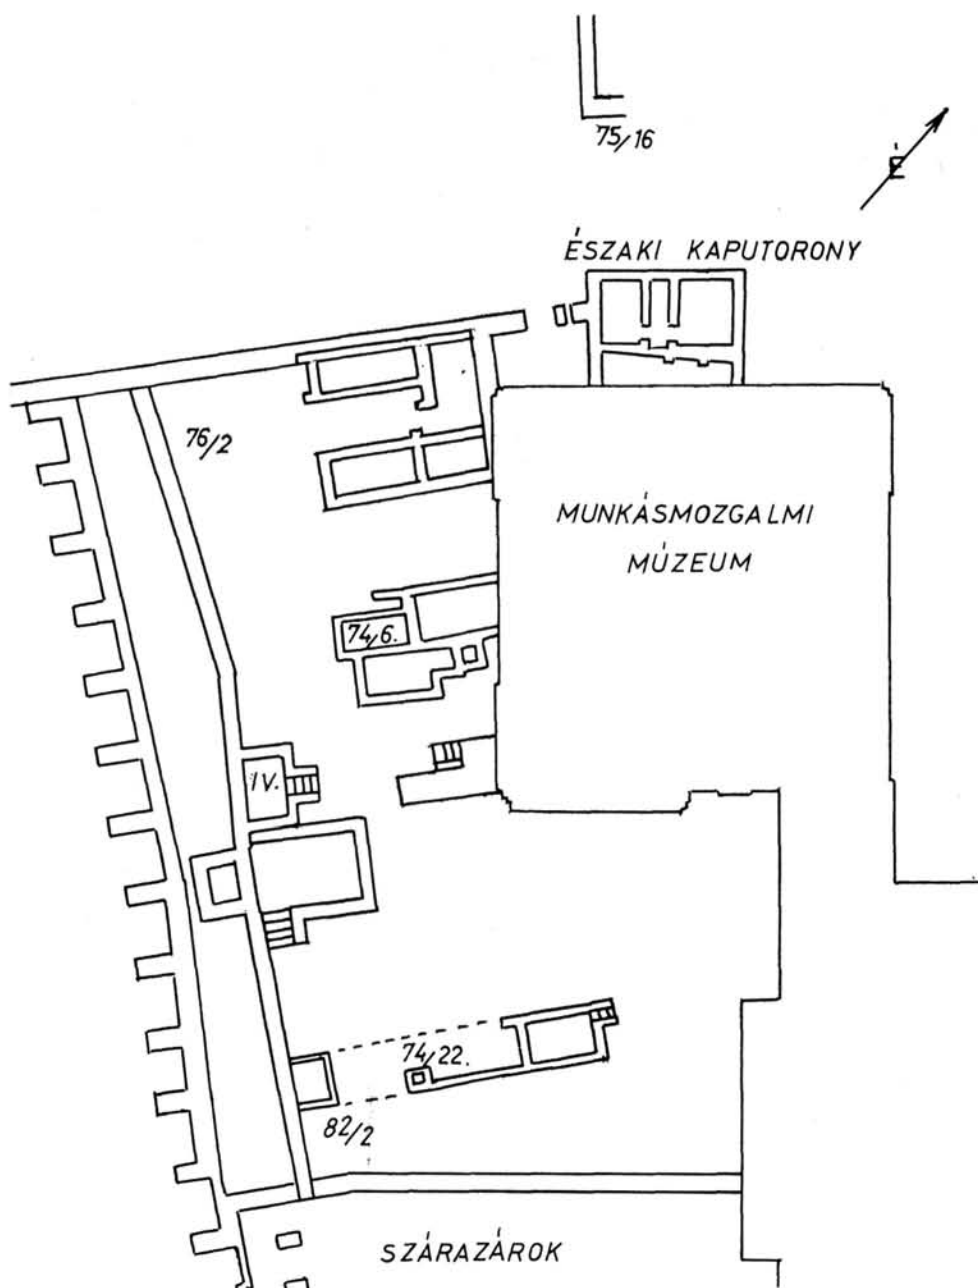 75/16
É
ÉSZAKI KAPUTORONY
76/2
MUNKÁSMOZGALMI
MÚZEUM
74/6.
IV.
74/22.
82/2
SZÁRAZÁROK